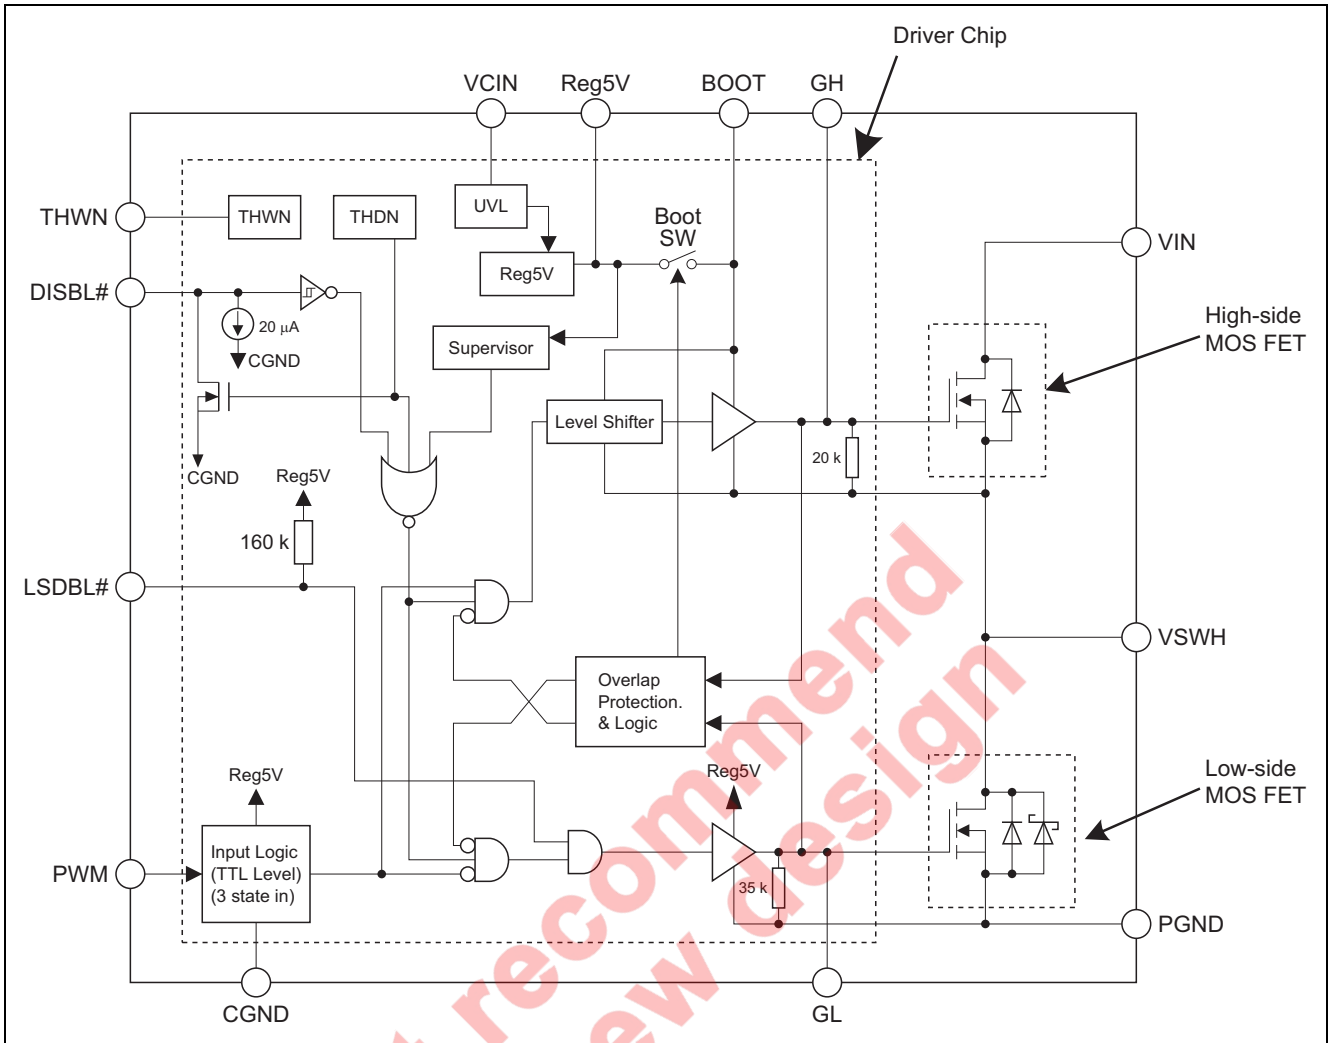 Driver Chip
VCIN
Reg5V
BOOT
GH
THWN
THWN
THDN
UVL
Boot
SW
VIN
Reg5V
DISBL#
20 μA
CGND
Supervisor
High-side
MOS FET
Level Shifter
20 k
CGND
Reg5V
160 k
LSDBL#
VSWH
Overlap
Protection.
& Logic
Reg5V
Reg5V
Low-side
MOS FET
PWM
Input Logic
(TTL Level)
(3 state in)
35 k
PGND
CGND
GL
recommend
design